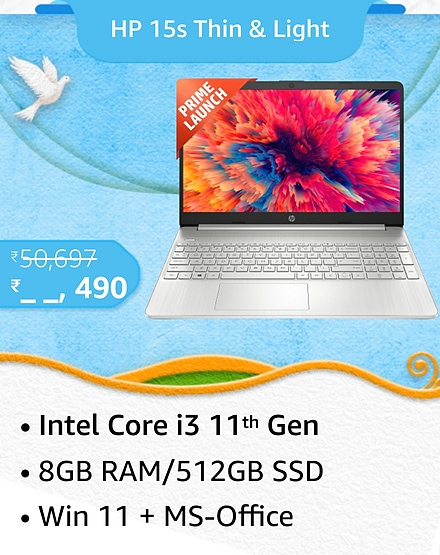 HP 15s Thin & Light
PRIME
LAUNCH
hp
₹50,697
₹_ _, 490
• Intel Core i3 11th Gen
• 8GB RAM/512GB SSD
• Win 11 + MS-Office